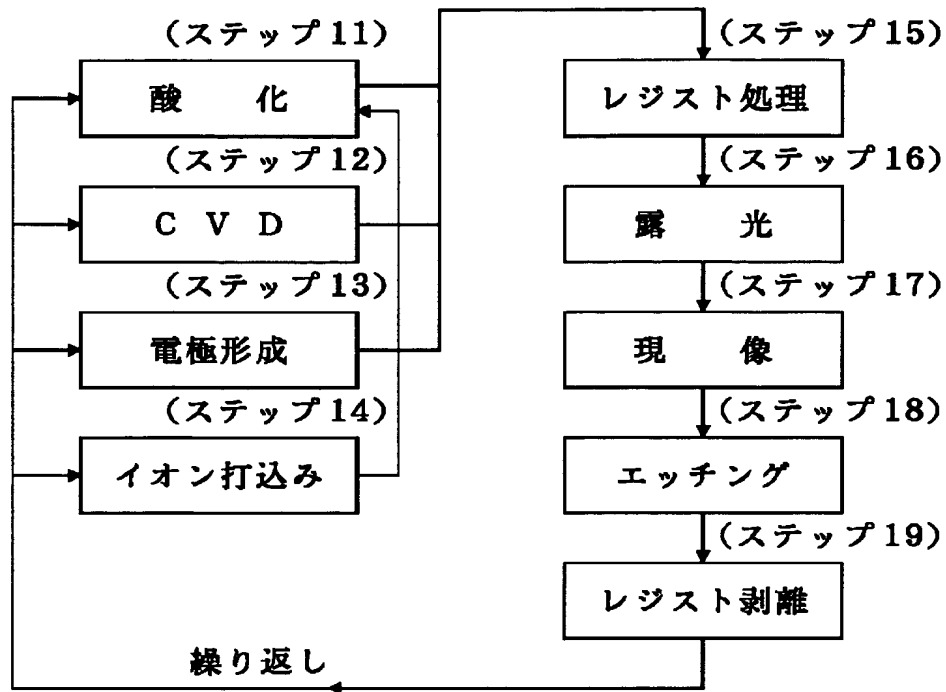 (ステップ11)
酸 化
(ステップ12)
C V D
(ステップ13)
電極形成
(ステップ14)
イオン打込み
(ステップ15)
レジスト処理
(ステップ16)
露 光
(ステップ17)
現 像
(ステップ18)
エッチング
(ステップ19)
レジスト剥離
繰り返し